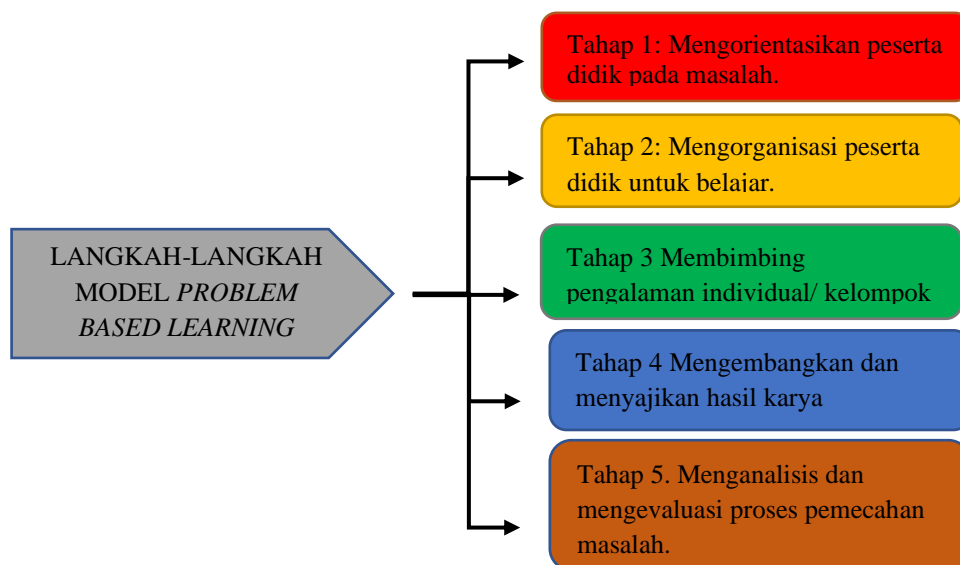 LANGKAH-LANGKAH
MODEL PROBLEM
BASED LEARNING
Tahap 1: Mengorientasikan peserta
didik pada masalah.
Tahap 2: Mengorganisasi peserta
didik untuk belajar.
Tahap 3 Membimbing
pengalaman individual/ kelompok
Tahap 4 Mengembangkan dan
menyajikan hasil karya
Tahap 5. Menganalisis dan
mengevaluasi proses pemecahan
masalah.